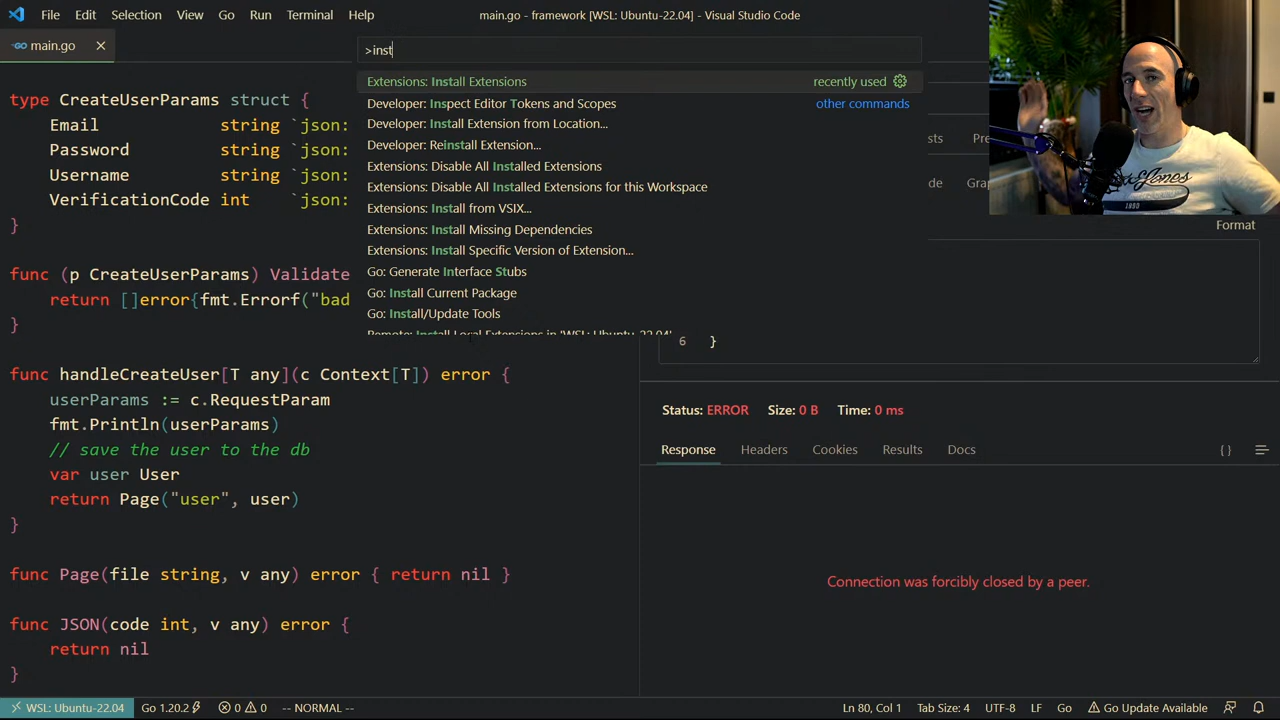 File Edit Selection View Go Run Terminal Help main.go - framework [WSL: Ubuntu-22.04] - Visual Studio Code
main.go
>inst
Extensions: Install Extensions recently used
Developer: Inspect Editor Tokens and Scopes other commands
Developer: Install Extension from Location...
Developer: Reinstall Extension...
Extensions: Disable All Installed Extensions
Extensions: Disable All Installed Extensions for this Workspace
Extensions: Install from VSIX...
Extensions: Install Missing Dependencies
Extensions: Install Specific Version of Extension...
Go: Generate Interface Stubs
Go: Install Current Package
Go: Install/Update Tools
Remote: Install Local Extensions in 'WSL: Ubuntu-22.04'
type CreateUserParams struct {
Email string `json:
Password string `json:
Username string `json:
VerificationCode int `json:
}
func (p CreateUserParams) Validate
return []error{fmt.Errorf("bad
}
func handleCreateUser[T any](c Context[T]) error {
userParams := c.RequestParam
fmt.Println(userParams)
// save the user to the db
var user User
return Page("user", user)
}
func Page(file string, v any) error { return nil }
func JSON(code int, v any) error {
return nil
}
Format
6 }
Status: ERROR Size: 0 B Time: 0 ms
Response Headers Cookies Results Docs { }
Connection was forcibly closed by a peer.
WSL: Ubuntu-22.04 Go 1.20.2 0 0 -- NORMAL -- Ln 80, Col 1 Tab Size: 4 UTF-8 LF Go Go Update Available